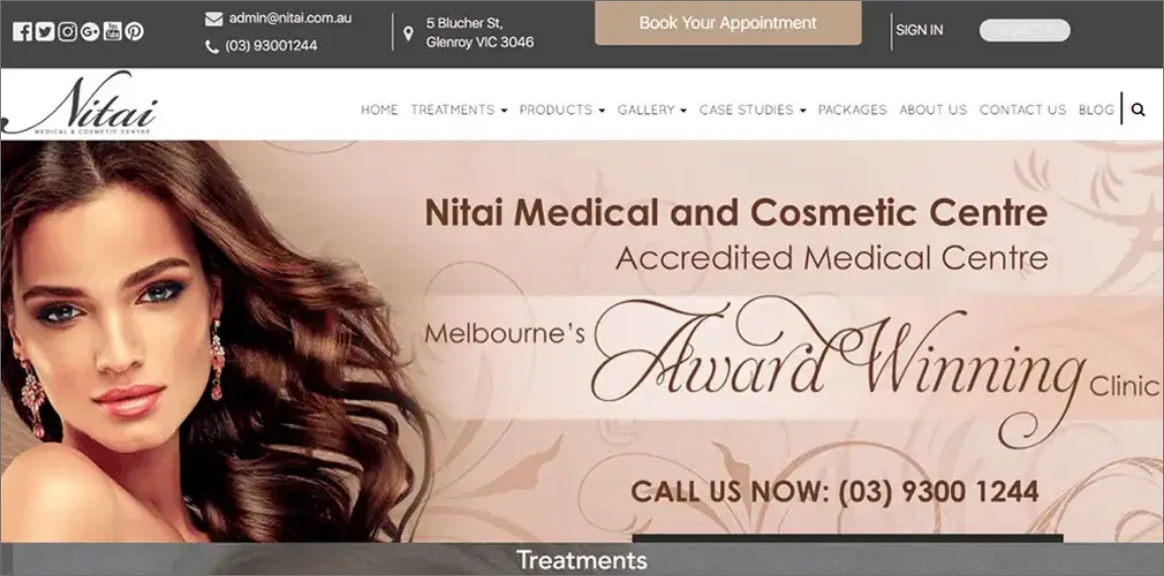 admin@nitai.com.au
(03) 93001244
5 Blucher St,
Glenroy VIC 3046
Book Your Appointment
SIGN IN
Nitai
MEDICAL & COSMETIC CENTRE
HOME TREATMENTS PRODUCTS GALLERY CASE STUDIES PACKAGES ABOUT US CONTACT US BLOG
Nitai Medical and Cosmetic Centre
Accredited Medical Centre
Melbourne's Award Winning Clinic
CALL US NOW: (03) 9300 1244
Treatments